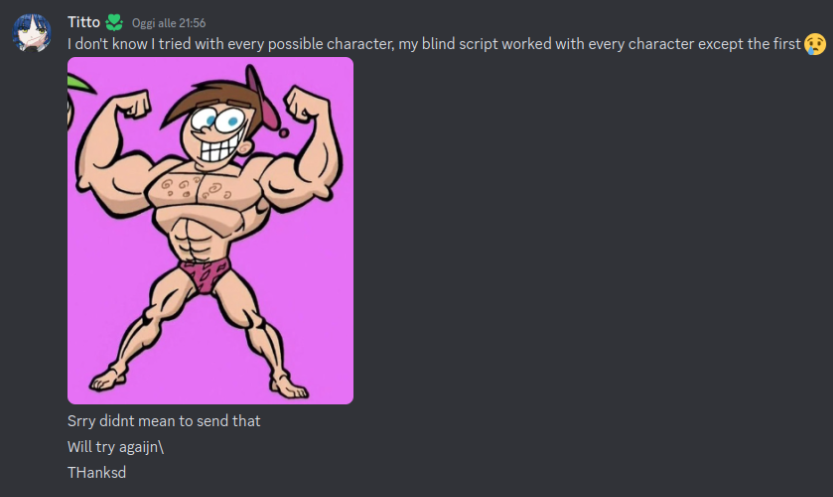 Titto Oggi alle 21:56
I don't know I tried with every possible character, my blind script worked with every character except the first 😢
Srry didnt mean to send that
Will try agaijn\
THanksd